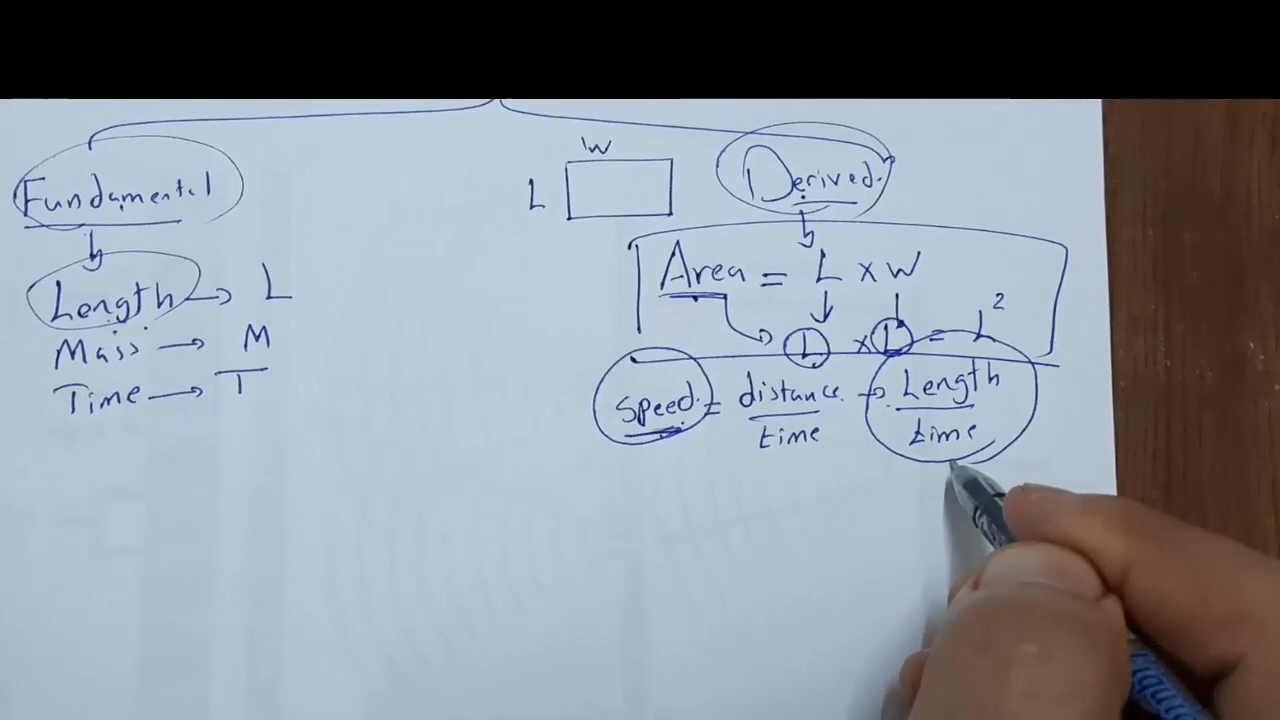 Fundamental
Length → L
Mass → M
Time → T
W
L
Derived.
Area = L x W
L x L = L²
Speed. = distance. / time → Length / time